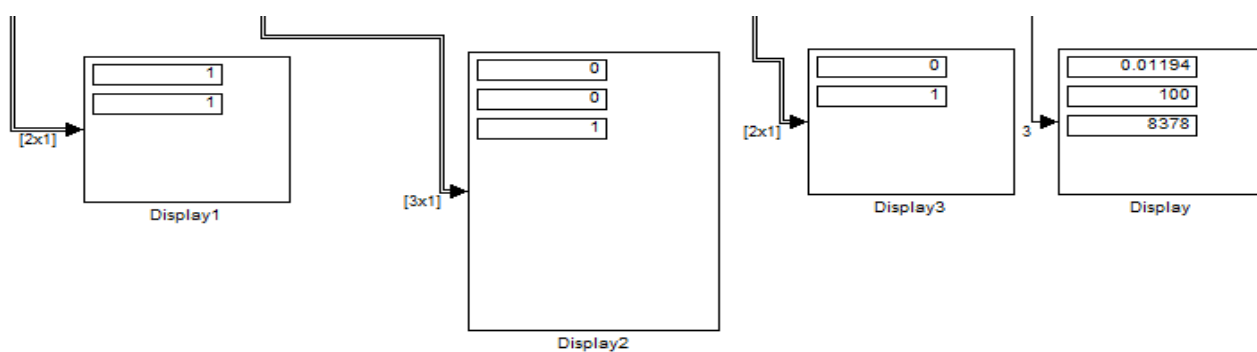 1
1
[2x1]
Display1
0
0
1
[3x1]
Display2
0
1
[2x1]
Display3
0.01194
100
8378
3
Display